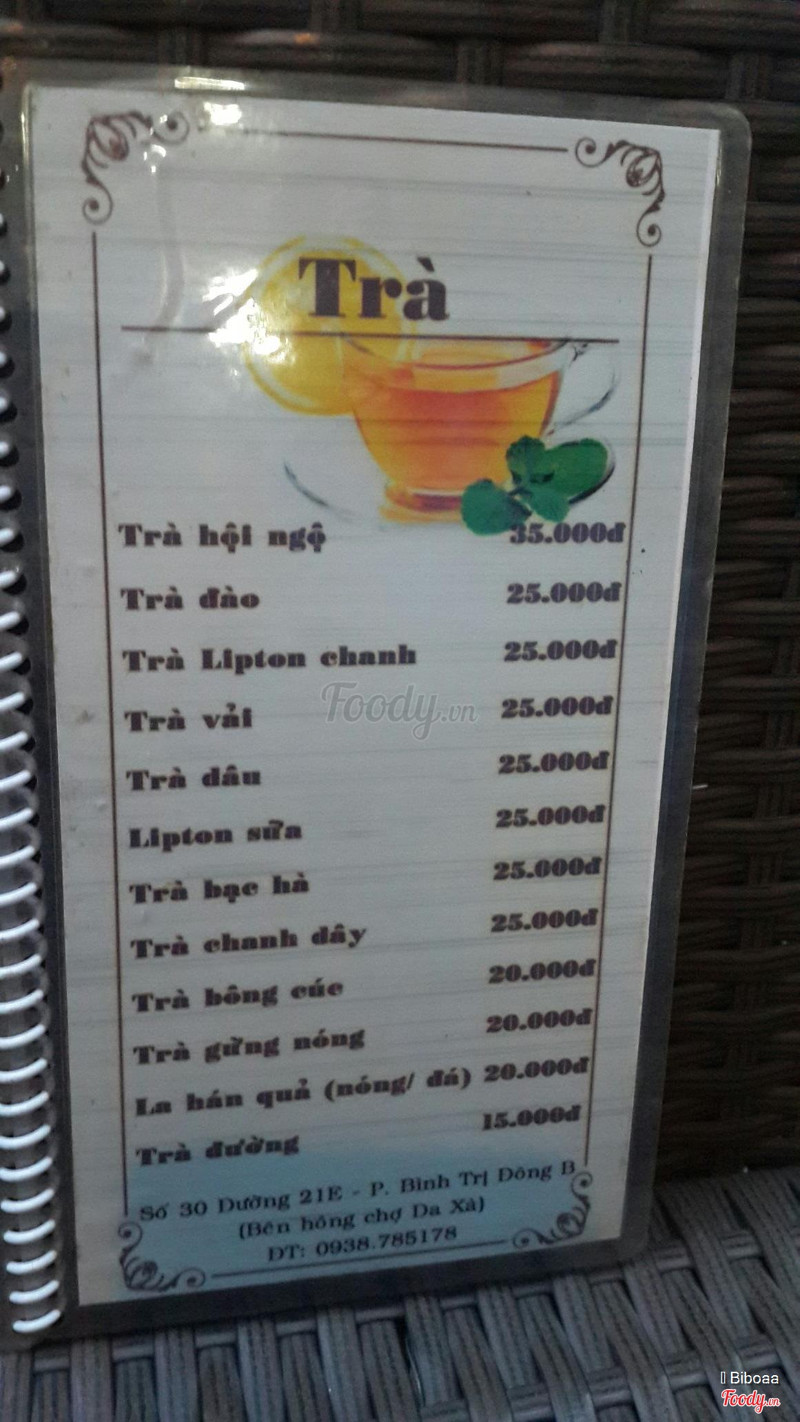 Trà
Trà hội ngộ 35.000đ
Trà đào 25.000đ
Trà Lipton chanh 25.000đ
Trà vải 25.000đ
Trà dâu 25.000đ
Lipton sữa 25.000đ
Trà bạc hà 25.000đ
Trà chanh dây 25.000đ
Trà bông cúc 20.000đ
Trà gừng nóng 20.000đ
La hán quả (nóng/ đá) 20.000đ
Trà đường 15.000đ
Số 30 Đường 21E - P. Bình Trị Đông B
(Bên hông chợ Da Xà)
ĐT: 0938.785178
Foody.vn
Biboaa
Foody.vn